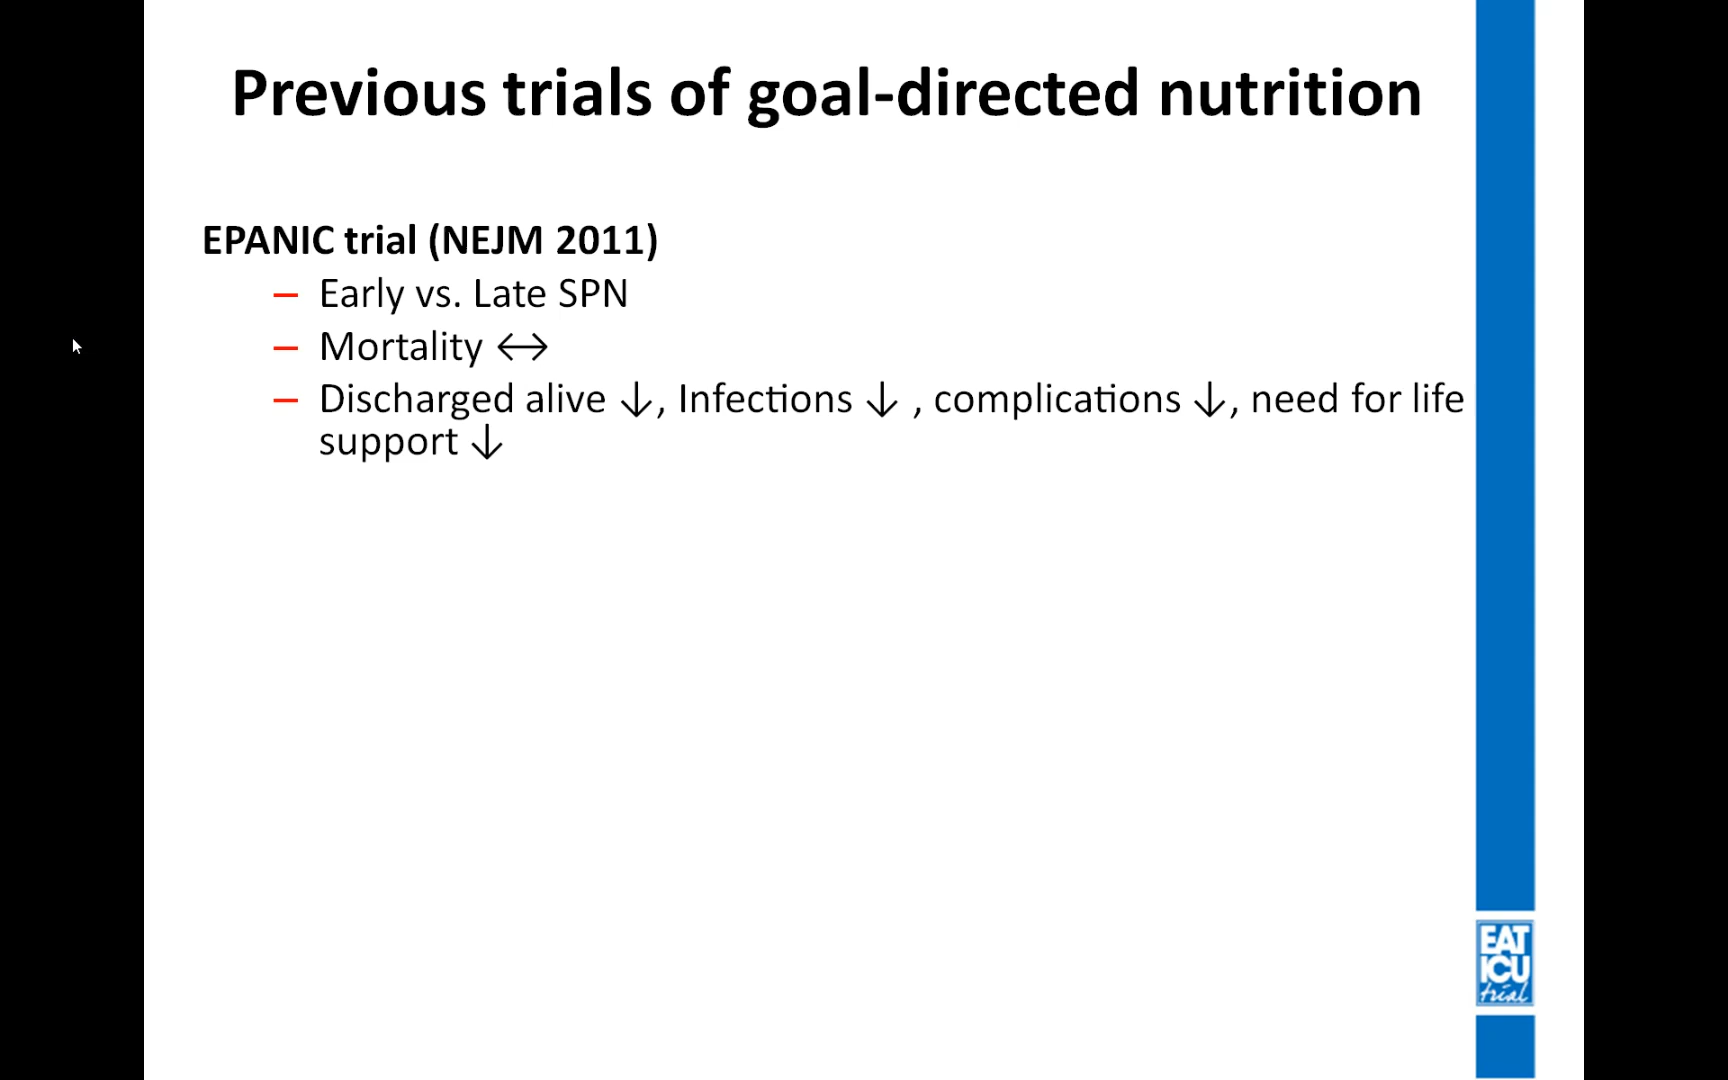 Previous trials of goal-directed nutrition
EPANIC trial (NEJM 2011)
– Early vs. Late SPN
– Mortality ↔
– Discharged alive ↓, Infections ↓ , complications ↓, need for life
support ↓
EAT
ICU
trial